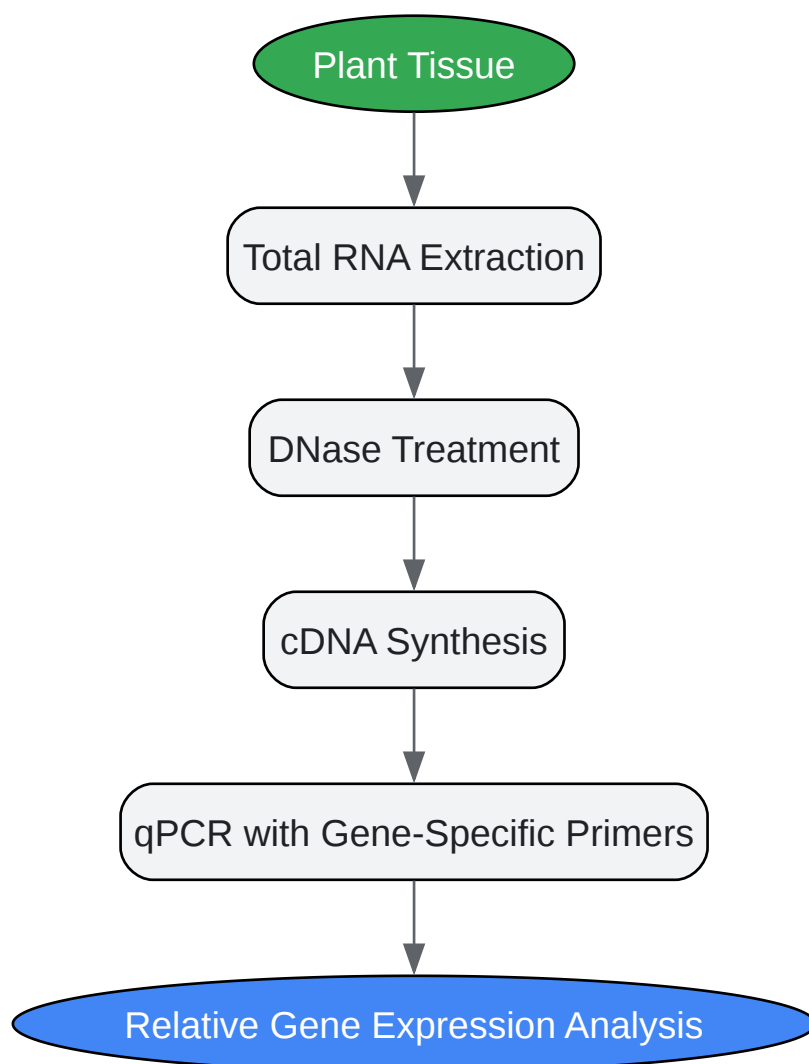 Plant Tissue
Total RNA Extraction
DNase Treatment
cDNA Synthesis
qPCR with Gene-Specific Primers
Relative Gene Expression Analysis